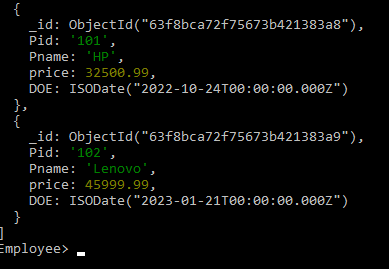 {
_id: ObjectId("63f8bca72f75673b421383a8"),
Pid: '101',
Pname: 'HP',
price: 32500.99,
DOE: ISODate("2022-10-24T00:00:00.000Z")
},
{
_id: ObjectId("63f8bca72f75673b421383a9"),
Pid: '102',
Pname: 'Lenovo',
price: 45999.99,
DOE: ISODate("2023-01-21T00:00:00.000Z")
}
]
Employee>